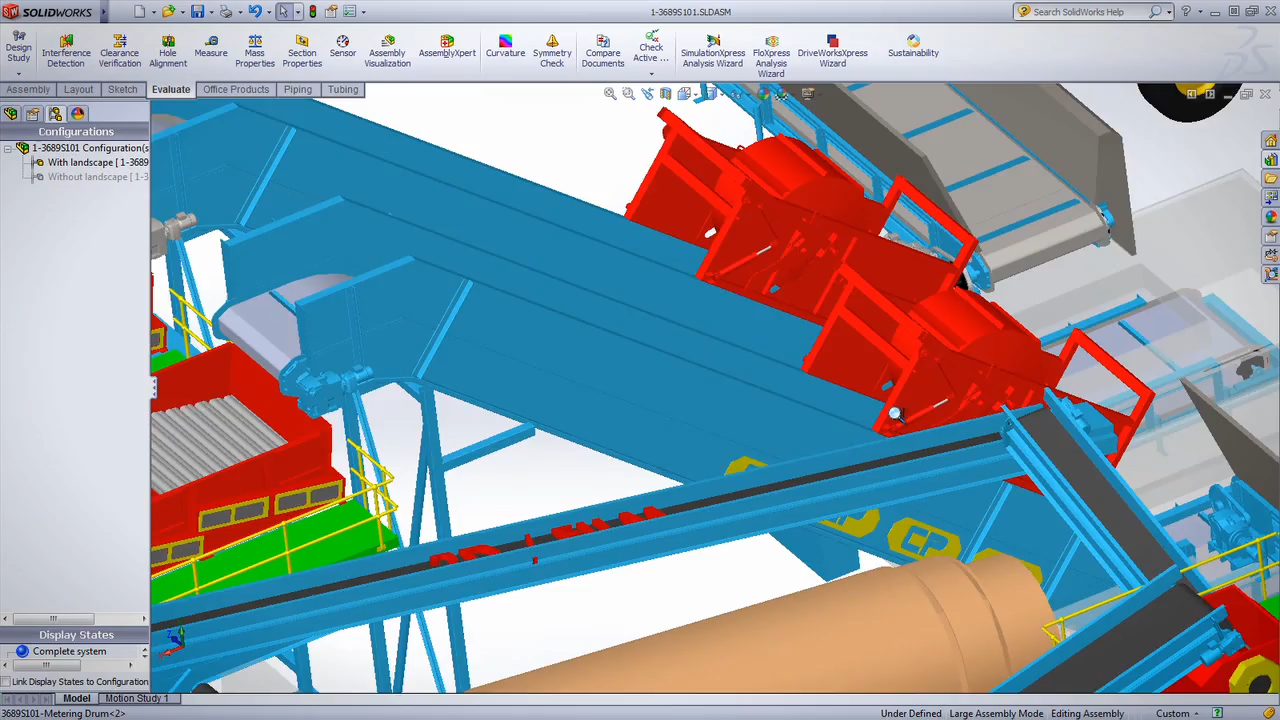 SOLIDWORKS
1-3689S101.SLDASM
Search SolidWorks Help
Design Study
Interference Detection
Clearance Verification
Hole Alignment
Measure
Mass Properties
Section Properties
Sensor
Assembly Visualization
AssemblyXpert
Curvature
Symmetry Check
Compare Documents
Check Active ...
SimulationXpress Analysis Wizard
FloXpress Analysis Wizard
DriveWorksXpress Wizard
Sustainability
Assembly
Layout
Sketch
Evaluate
Office Products
Piping
Tubing
Configurations
1-3689S101 Configuration(s
With landscape [ 1-3689
Without landscape [ 1-3
Display States
Complete system
Link Display States to Configuration
Model
Motion Study 1
3689S101-Metering Drum<2>
Under Defined
Large Assembly Mode
Editing Assembly
Custom